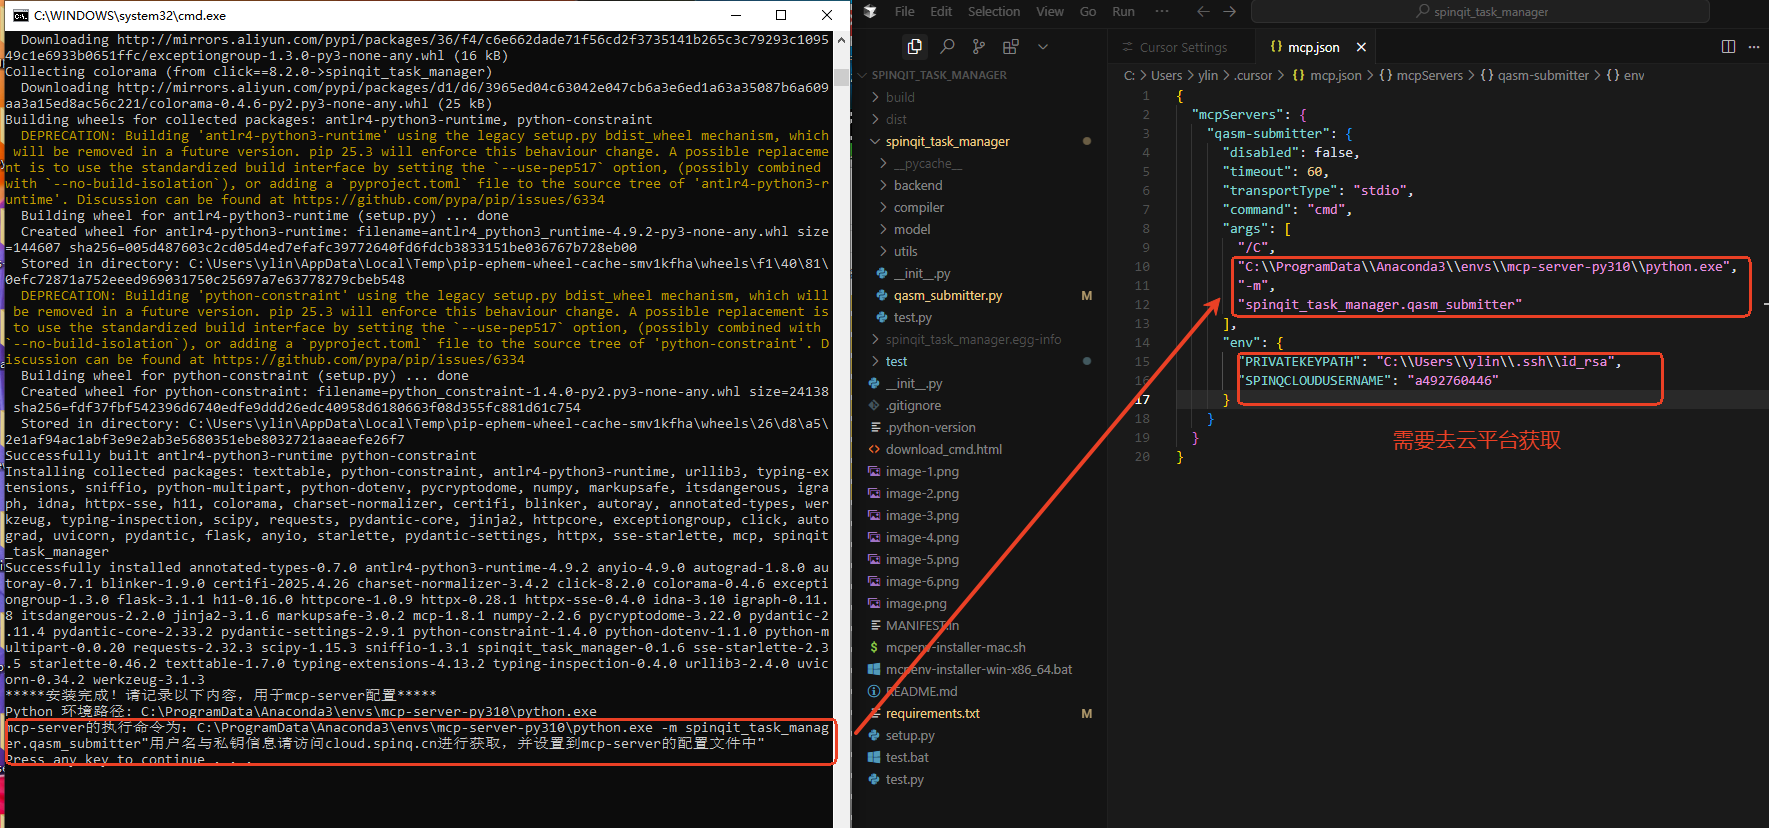 C:\WINDOWS\system32\cmd.exe
  Downloading http://mirrors.aliyun.com/pypi/packages/36/f4/c6e662dade71f56cd2f3735141b265c3c79293c1095
49c1e6933b0651ffc/exceptiongroup-1.3.0-py3-none-any.whl (16 kB)
Collecting colorama (from click==8.2.0->spinqit_task_manager)
  Downloading http://mirrors.aliyun.com/pypi/packages/d1/d6/3965ed04c63042e047cb6a3e6ed1a63a35087b6a609
aa3a15ed8ac56c221/colorama-0.4.6-py2.py3-none-any.whl (25 kB)
Building wheels for collected packages: antlr4-python3-runtime, python-constraint
  DEPRECATION: Building 'antlr4-python3-runtime' using the legacy setup.py bdist_wheel mechanism, which
 will be removed in a future version. pip 25.3 will enforce this behaviour change. A possible replaceme
nt is to use the standardized build interface by setting the `--use-pep517` option, (possibly combined
with `--no-build-isolation`), or adding a `pyproject.toml` file to the source tree of 'antlr4-python3-r
untime'. Discussion can be found at https://github.com/pypa/pip/issues/6334
  Building wheel for antlr4-python3-runtime (setup.py) ... done
  Created wheel for antlr4-python3-runtime: filename=antlr4_python3_runtime-4.9.2-py3-none-any.whl size
=144607 sha256=005d487603c2cd05d4ed7efafc39772640fd6fdcb3833151be036767b728eb00
  Stored in directory: C:\Users\ylin\AppData\Local\Temp\pip-ephem-wheel-cache-smv1kfha\wheels\f1\40\81\
0efc72871a752eeed969031750c25697a7e63778279cbeb548
  DEPRECATION: Building 'python-constraint' using the legacy setup.py bdist_wheel mechanism, which will
 be removed in a future version. pip 25.3 will enforce this behaviour change. A possible replacement is
 to use the standardized build interface by setting the `--use-pep517` option, (possibly combined with
`--no-build-isolation`), or adding a `pyproject.toml` file to the source tree of 'python-constraint'. D
iscussion can be found at https://github.com/pypa/pip/issues/6334
  Building wheel for python-constraint (setup.py) ... done
  Created wheel for python-constraint: filename=python_constraint-1.4.0-py2.py3-none-any.whl size=24138
 sha256=fdf37fbf542396d6740edfe9ddd26edc40958d6180663f08d355fc881d61c754
  Stored in directory: C:\Users\ylin\AppData\Local\Temp\pip-ephem-wheel-cache-smv1kfha\wheels\26\d8\a5\
2e1af94ac1abf3e9e2ab3e5680351ebe8032721aaeaefe26f7
Successfully built antlr4-python3-runtime python-constraint
Installing collected packages: texttable, python-constraint, antlr4-python3-runtime, urllib3, typing-ex
tensions, sniffio, python-multipart, python-dotenv, pycryptodome, numpy, markupsafe, itsdangerous, igra
ph, idna, httpx-sse, h11, colorama, charset-normalizer, certifi, blinker, autoray, annotated-types, wer
kzeug, typing-inspection, scipy, requests, pydantic-core, jinja2, httpcore, exceptiongroup, click, auto
grad, uvicorn, pydantic, flask, anyio, starlette, pydantic-settings, httpx, sse-starlette, mcp, spinqit
_task_manager
Successfully installed annotated-types-0.7.0 antlr4-python3-runtime-4.9.2 anyio-4.9.0 autograd-1.8.0 au
toray-0.7.1 blinker-1.9.0 certifi-2025.4.26 charset-normalizer-3.4.2 click-8.2.0 colorama-0.4.6 excepti
ongroup-1.3.0 flask-3.1.1 h11-0.16.0 httpcore-1.0.9 httpx-0.28.1 httpx-sse-0.4.0 idna-3.10 igraph-0.11.
8 itsdangerous-2.2.0 jinja2-3.1.6 markupsafe-3.0.2 mcp-1.8.1 numpy-2.2.6 pycryptodome-3.22.0 pydantic-2
.11.4 pydantic-core-2.33.2 pydantic-settings-2.9.1 python-constraint-1.4.0 python-dotenv-1.1.0 python-m
ultipart-0.0.20 requests-2.32.3 scipy-1.15.3 sniffio-1.3.1 spinqit_task_manager-0.1.6 sse-starlette-2.3
.5 starlette-0.46.2 texttable-1.7.0 typing-extensions-4.13.2 typing-inspection-0.4.0 urllib3-2.4.0 uvic
orn-0.34.2 werkzeug-3.1.3
*****安装完成！请记录以下内容，用于mcp-server配置*****
Python 环境路径: C:\ProgramData\Anaconda3\envs\mcp-server-py310\python.exe
mcp-server的执行命令为: C:\ProgramData\Anaconda3\envs\mcp-server-py310\python.exe -m spinqit_task_manag
er.qasm_submitter"用户名与私钥信息请访问cloud.spinq.cn进行获取，并设置到mcp-server的配置文件中"
Press any key to continue . . .
File Edit Selection View Go Run ···
spinqit_task_manager
SPINQIT_TASK_MANAGER
build
dist
spinqit_task_manager
__pycache__
backend
compiler
model
utils
__init__.py
qasm_submitter.py M
test.py
spinqit_task_manager.egg-info
test
__init__.py
.gitignore
.python-version
download_cmd.html
image-1.png
image-2.png
image-3.png
image-4.png
image-5.png
image-6.png
image.png
MANIFEST.in
mcpenv-installer-mac.sh
mcpenv-installer-win-x86_64.bat
README.md
requirements.txt M
setup.py
test.bat
test.py
Cursor Settings
{} mcp.json
C: > Users > ylin > .cursor > {} mcp.json > {} mcpServers > {} qasm-submitter > {} env
1 {
2 "mcpServers": {
3 "qasm-submitter": {
4 "disabled": false,
5 "timeout": 60,
6 "transportType": "stdio",
7 "command": "cmd",
8 "args": [
9 "/C",
10 "C:\\ProgramData\\Anaconda3\\envs\\mcp-server-py310\\python.exe",
11 "-m",
12 "spinqit_task_manager.qasm_submitter"
13 ],
14 "env": {
15 "PRIVATEKEYPATH": "C:\\Users\\ylin\\.ssh\\id_rsa",
16 "SPINQCLOUDUSERNAME": "a492760446"
17 }
18 }
19 }
20 }
需要去云平台获取